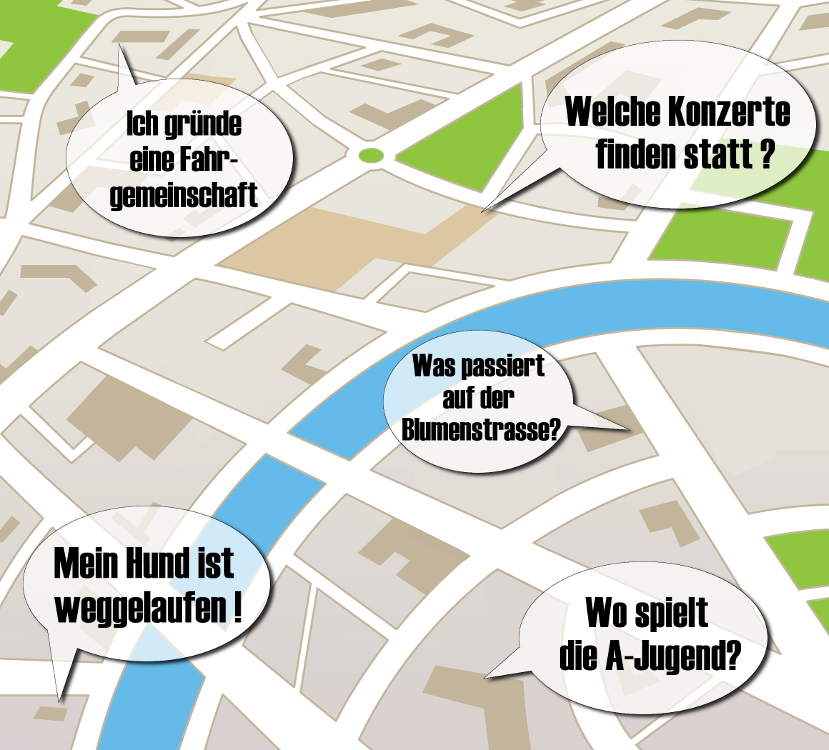 Ich gründe
eine Fahr-
gemeinschaft
Welche Konzerte
finden statt ?
Was passiert
auf der
Blumenstrasse?
Mein Hund ist
weggelaufen !
Wo spielt
die A-Jugend?